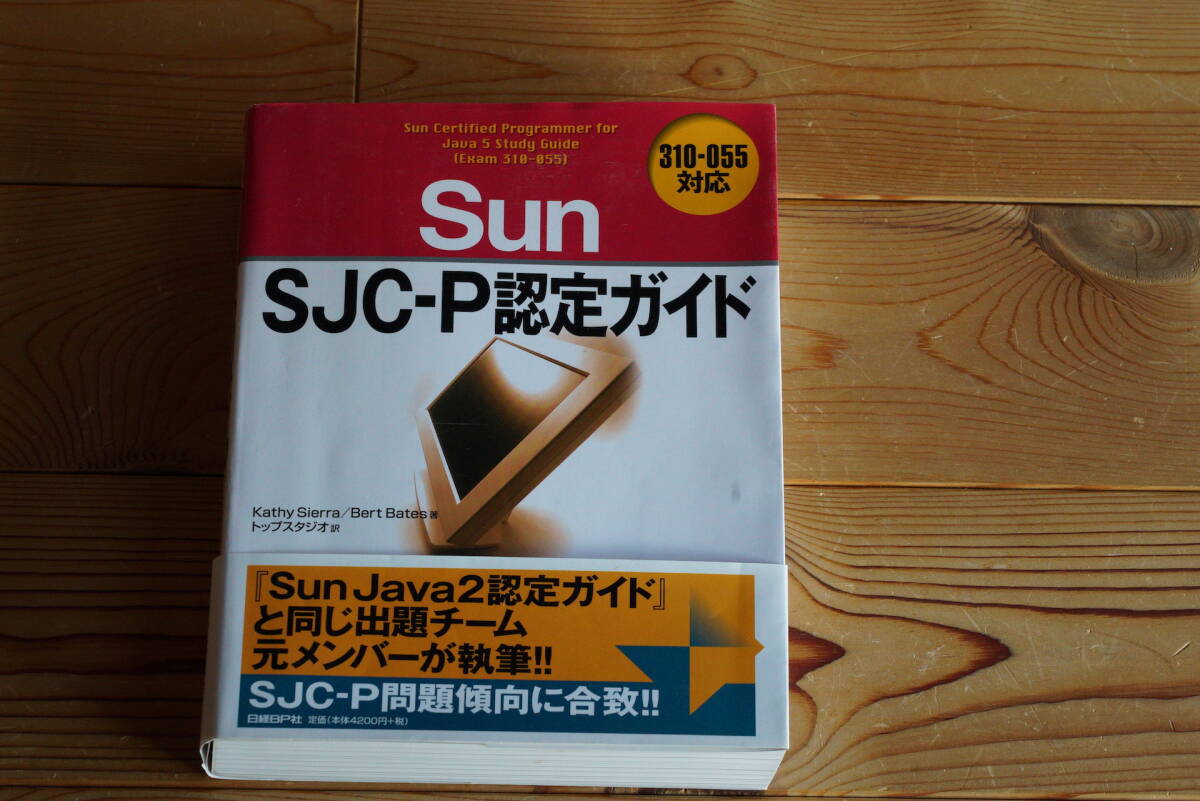 Sun Certified Programmer for
Java 5 Study Guide
(Exam 310-055)
310-055
対応
Sun
SJC-P認定ガイド
Kathy Sierra/Bert Bates 著
トップスタジオ 訳
『Sun Java2認定ガイド』
と同じ出題チーム
元メンバーが執筆!!
SJC-P問題傾向に合致!!
日経BP社 定価(本体4200円+税)